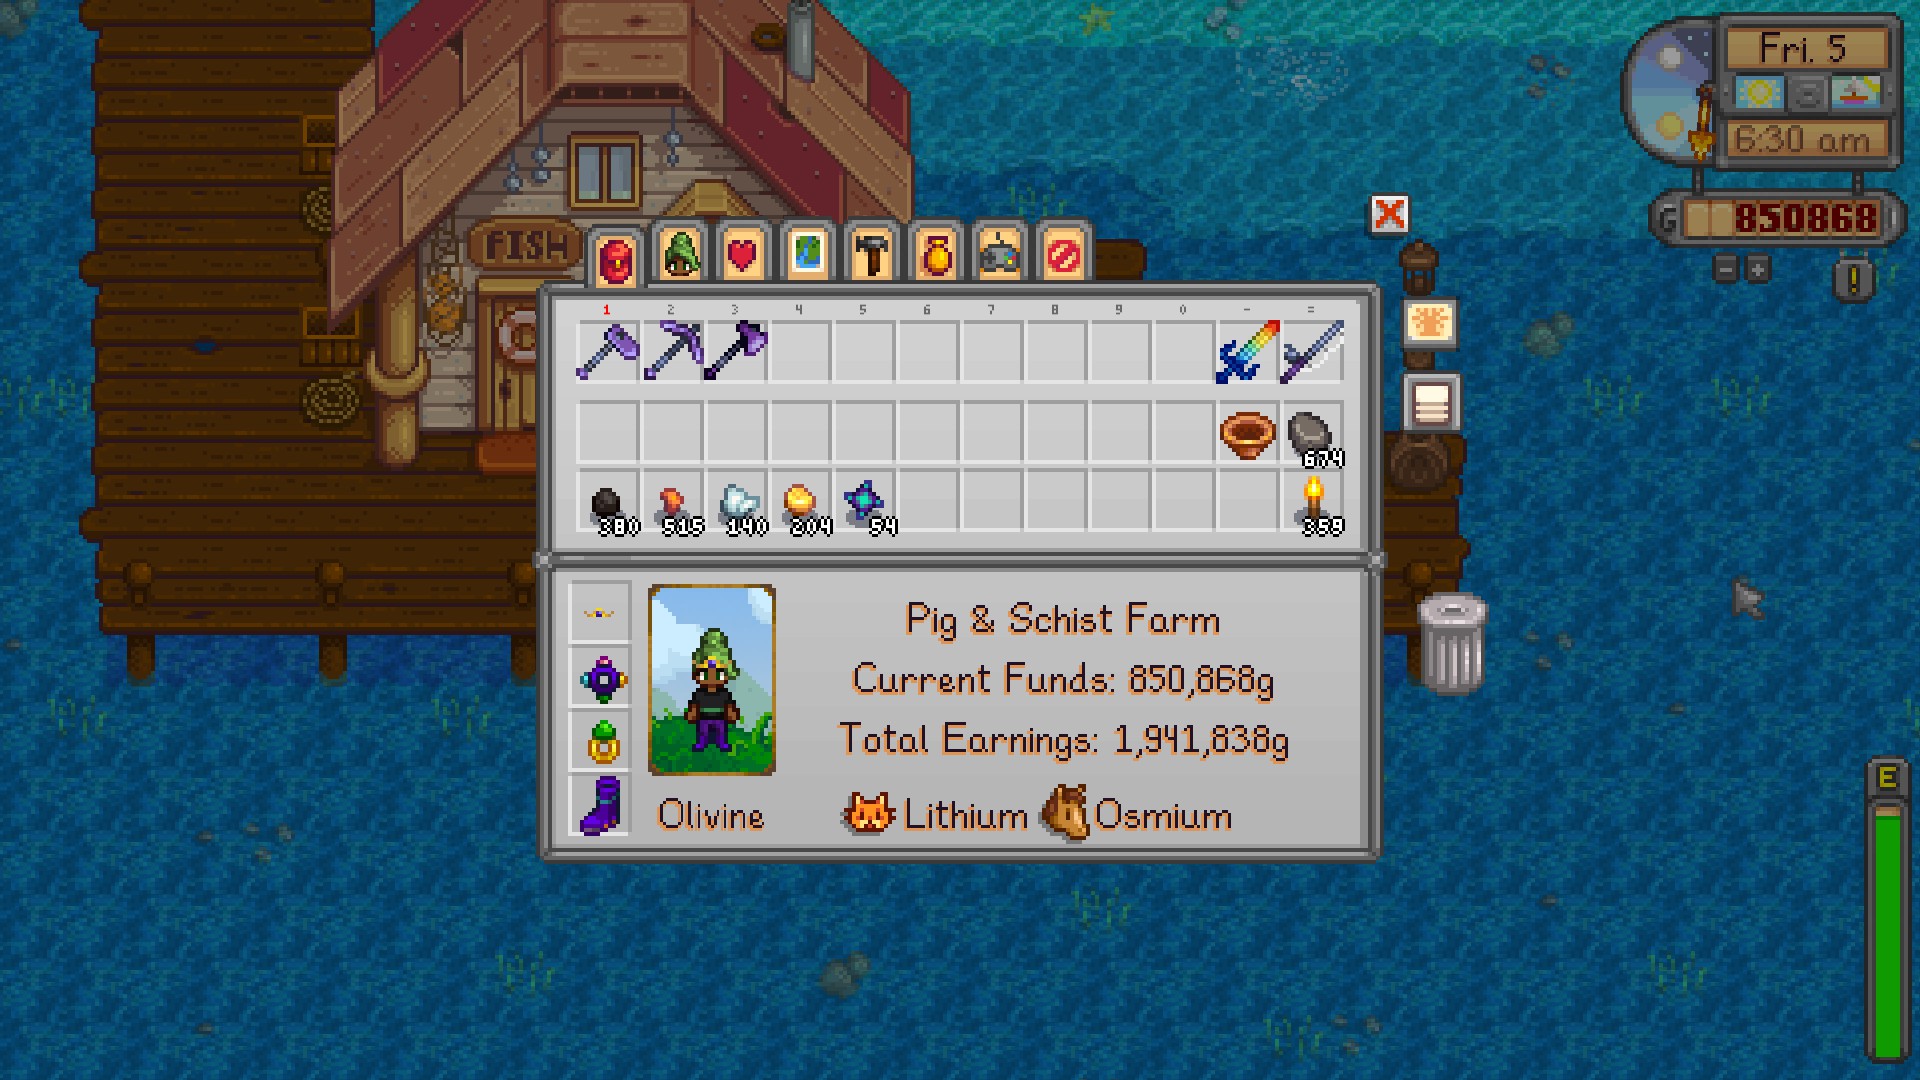 Fri. 5
6:30 am
G 850868
FISH
1 2 3 4 5 6 7 8 9 0 - =
674
380 515 140 204 54 359
Pig & Schist Farm
Current Funds: 850,868g
Total Earnings: 1,941,838g
Olivine Lithium Osmium
E